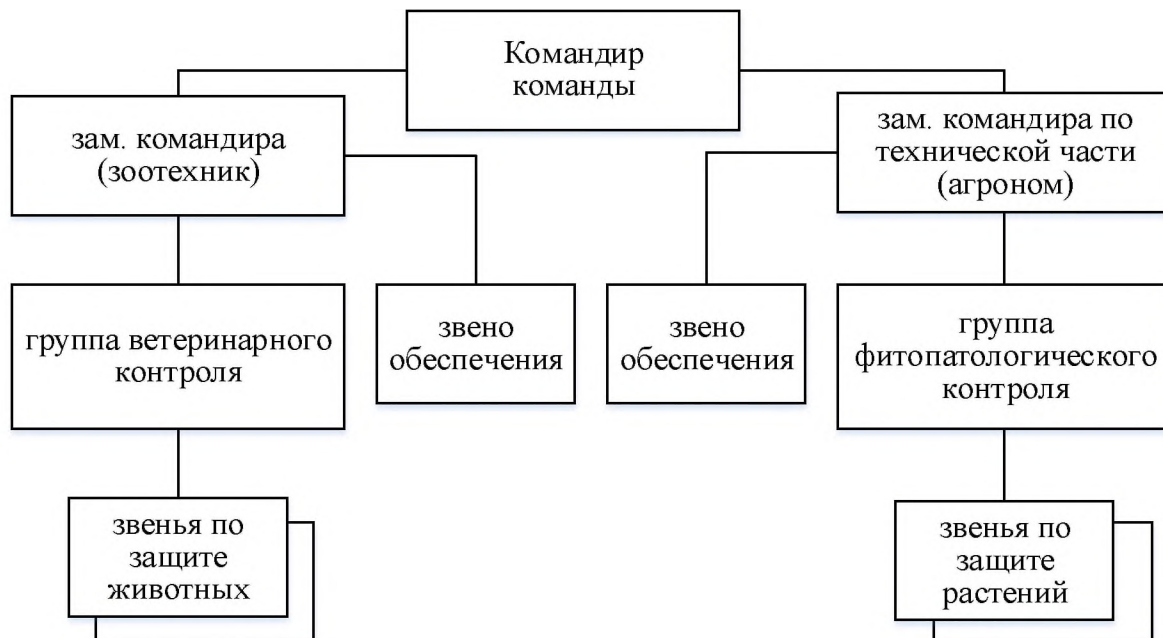 Командир
команды
зам. командира
(зоотехник)
зам. командира по
технической части
(агроном)
группа ветеринарного
контроля
звено
обеспечения
звено
обеспечения
группа
фитопатологического
контроля
звенья по
защите
животных
звенья по
защите
растений